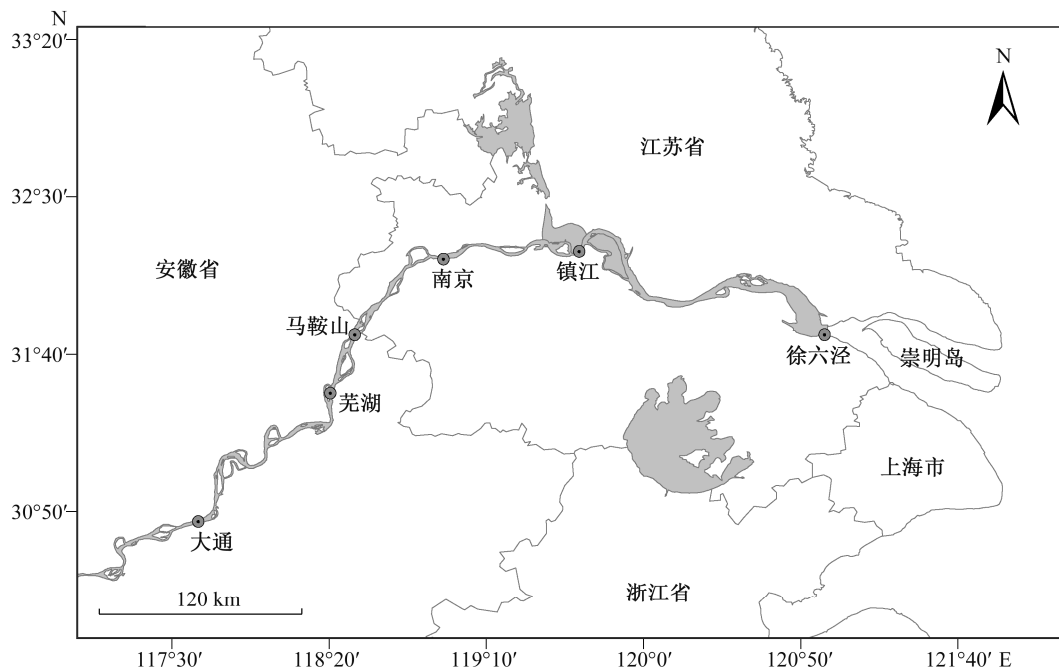 N
33°20′
N
江苏省
32°30′
安徽省
南京
镇江
马鞍山
31°40′
徐六泾
崇明岛
芜湖
上海市
30°50′
大通
120 km
浙江省
117°30′
118°20′
119°10′
120°0′
120°50′
121°40′ E